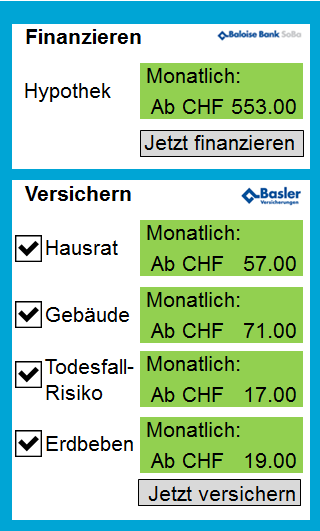 Finanzieren
Baloise Bank SoBa
Hypothek
Monatlich:
Ab CHF 553.00
Jetzt finanzieren
Versichern
Basler
Versicherungen
Hausrat
Monatlich:
Ab CHF 57.00
Gebäude
Monatlich:
Ab CHF 71.00
Todesfall-
Risiko
Monatlich:
Ab CHF 17.00
Erdbeben
Monatlich:
Ab CHF 19.00
Jetzt versichern